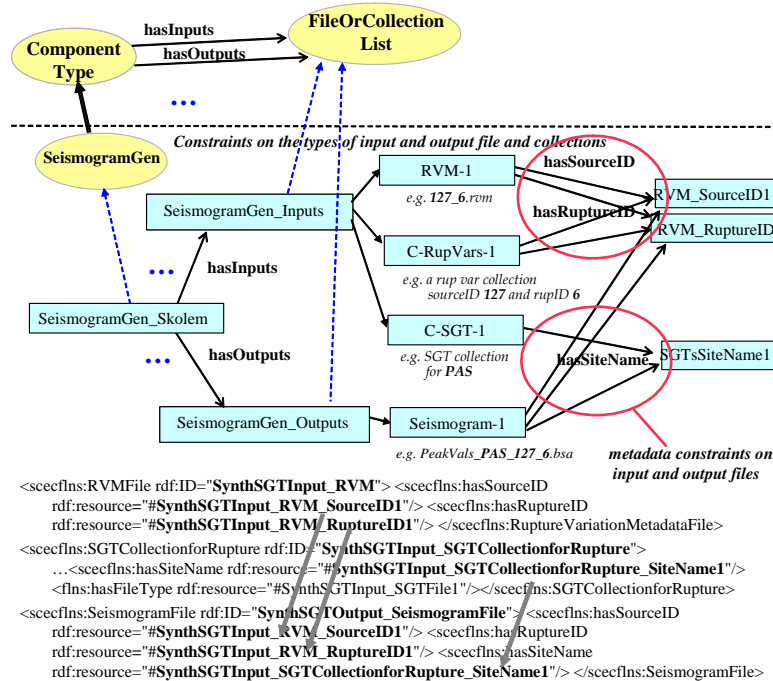 hasInputs
FileOrCollection
List
Component
Type
hasOutputs
...
...
Constraints on the types of input and output file and collections
SeismogramGen
RVM-1
hasSourceID
e.g. 127_6.rvm
RVM_SourceID1
SeismogramGen_Inputs
hasRuptureID
RVM_RuptureID
C-RupVars-1
...
hasInputs
e.g. a rup var collection
sourceID 127 and rupID 6
...
SeismogramGen_Skolem
C-SGT-1
...
hasOutputs
e.g. SGT collection
for PAS
hasSiteName
SGTsSiteName1
SeismogramGen_Outputs
Seismogram-1
e.g. PeakVals_PAS_127_6.bsa
metadata constraints on
input and output files
<scecflns:RVMFile rdf:ID="SynthSGTInput_RVM"> <scecflns:hasSourceID
rdf:resource="#SynthSGTInput_RVM_SourceID1"/> <scecflns:hasRuptureID
rdf:resource="#SynthSGTInput_RVM_RuptureID1"/> </scecflns:RuptureVariationMetadataFile>
<scecflns:SGTCollectionforRupture rdf:ID="SynthSGTInput_SGTCollectionforRupture">
…<scecflns:hasSiteName rdf:resource="#SynthSGTInput_SGTCollectionforRupture_SiteName1"/>
<flns:hasFileType rdf:resource="#SynthSGTInput_SGTFile1"/></scecflns:SGTCollectionforRupture>
<scecflns:SeismogramFile rdf:ID="SynthSGTOutput_SeismogramFile"> <scecflns:hasSourceID
rdf:resource="#SynthSGTInput_RVM_SourceID1"/> <scecflns:hasRuptureID
rdf:resource="#SynthSGTInput_RVM_RuptureID1"/> <scecflns:hasSiteName
rdf:resource="#SynthSGTInput_SGTCollectionforRupture_SiteName1"/> </scecflns:SeismogramFile>